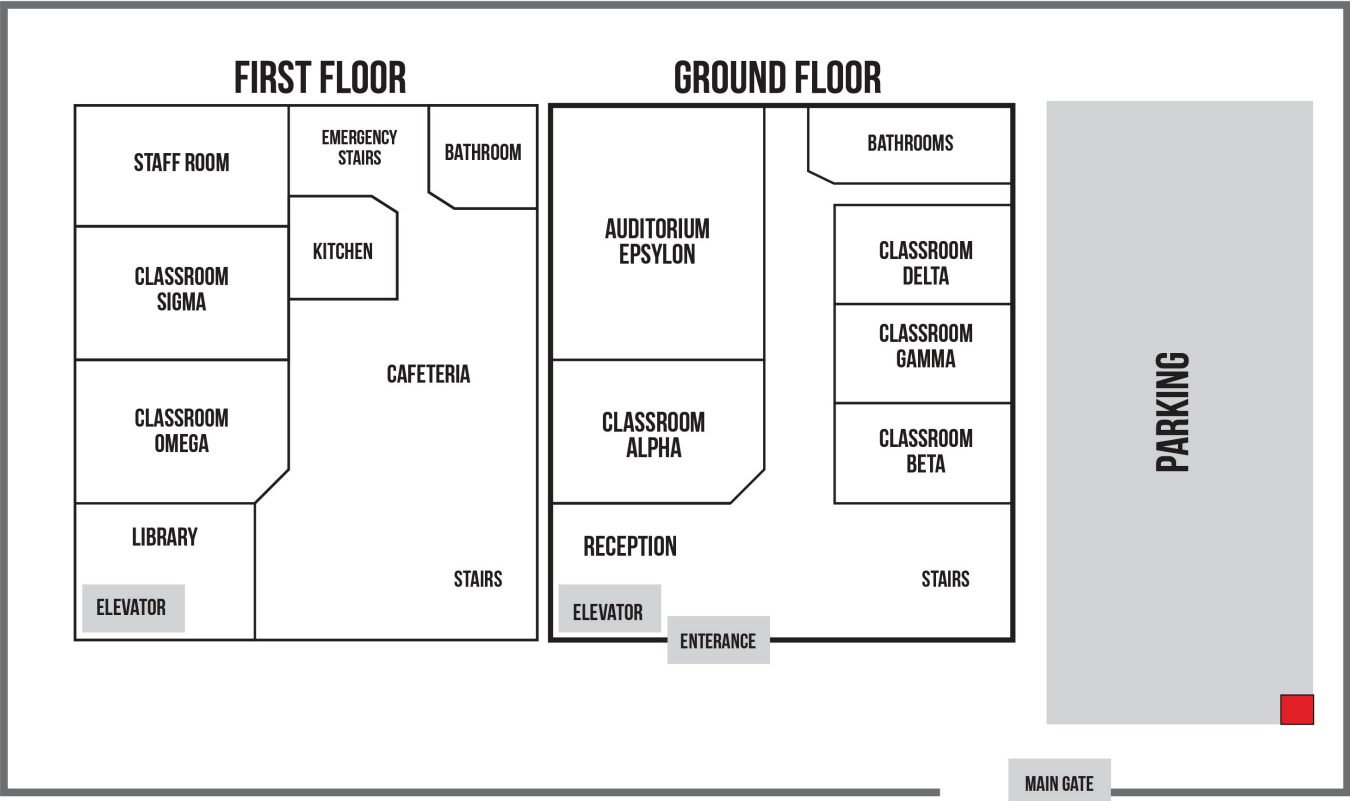 FIRST FLOOR
STAFF ROOM
EMERGENCY
STAIRS
BATHROOM
CLASSROOM
SIGMA
KITCHEN
CLASSROOM
OMEGA
CAFETERIA
LIBRARY
ELEVATOR
STAIRS
GROUND FLOOR
AUDITORIUM
EPSYLON
BATHROOMS
CLASSROOM
DELTA
CLASSROOM
GAMMA
CLASSROOM
ALPHA
CLASSROOM
BETA
RECEPTION
ELEVATOR
STAIRS
ENTERANCE
PARKING
MAIN GATE